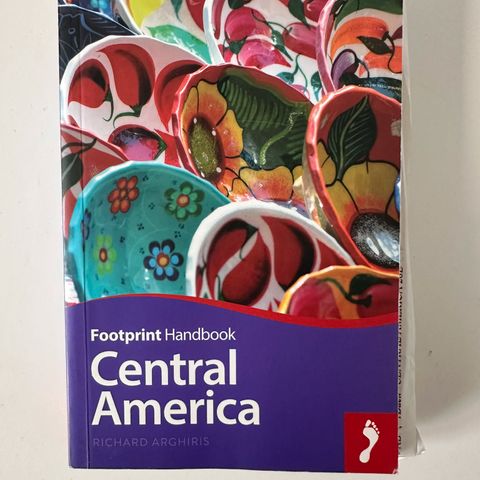 Footprint Handbook
Central
America
RICHARD ARGHIRIS